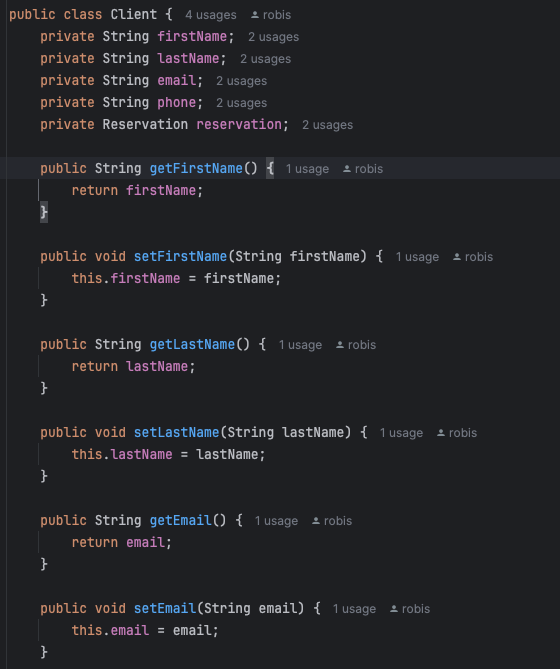 public class Client {  4 usages  robis
    private String firstName;  2 usages
    private String lastName;  2 usages
    private String email;  2 usages
    private String phone;  2 usages
    private Reservation reservation;  2 usages

    public String getFirstName() {  1 usage  robis
        return firstName;
    }

    public void setFirstName(String firstName) {  1 usage  robis
        this.firstName = firstName;
    }

    public String getLastName() {  1 usage  robis
        return lastName;
    }

    public void setLastName(String lastName) {  1 usage  robis
        this.lastName = lastName;
    }

    public String getEmail() {  1 usage  robis
        return email;
    }

    public void setEmail(String email) {  1 usage  robis
        this.email = email;
    }